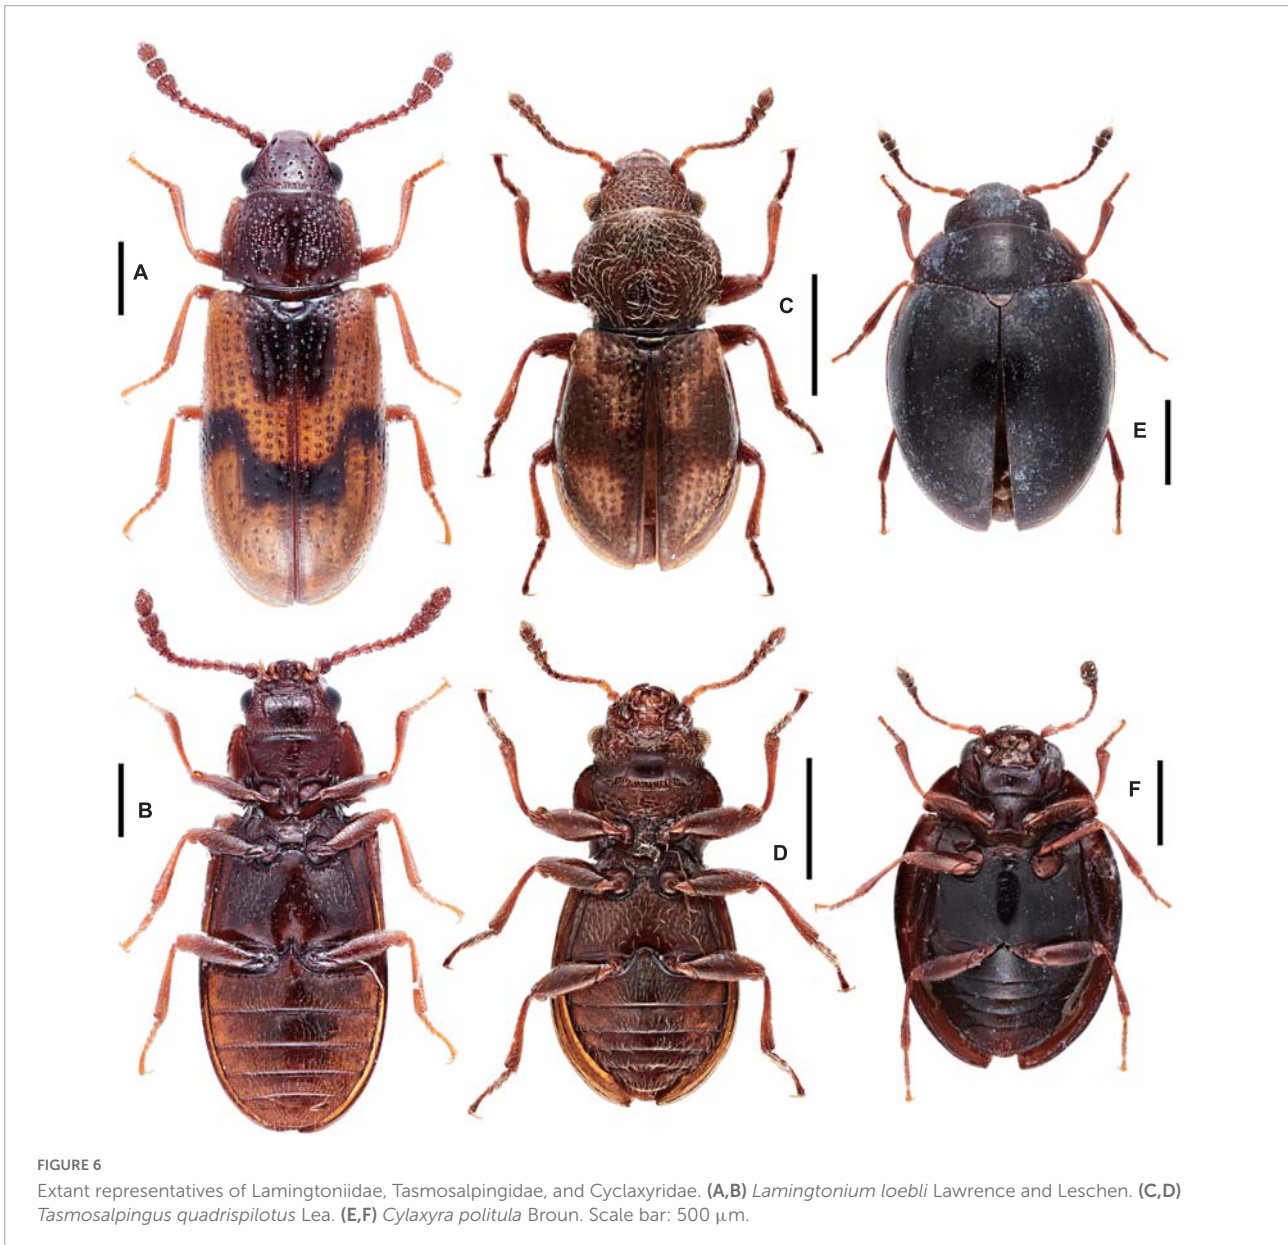 A
C
E
B
D
F
FIGURE 6
Extant representatives of Lamingtoniidae, Tasmosalpingidae, and Cyclaxyridae. (A,B) Lamingtonium loebli Lawrence and Leschen. (C,D)
Tasmosalpingus quadrispilotus Lea. (E,F) Cylaxyra politula Broun. Scale bar: 500 μm.